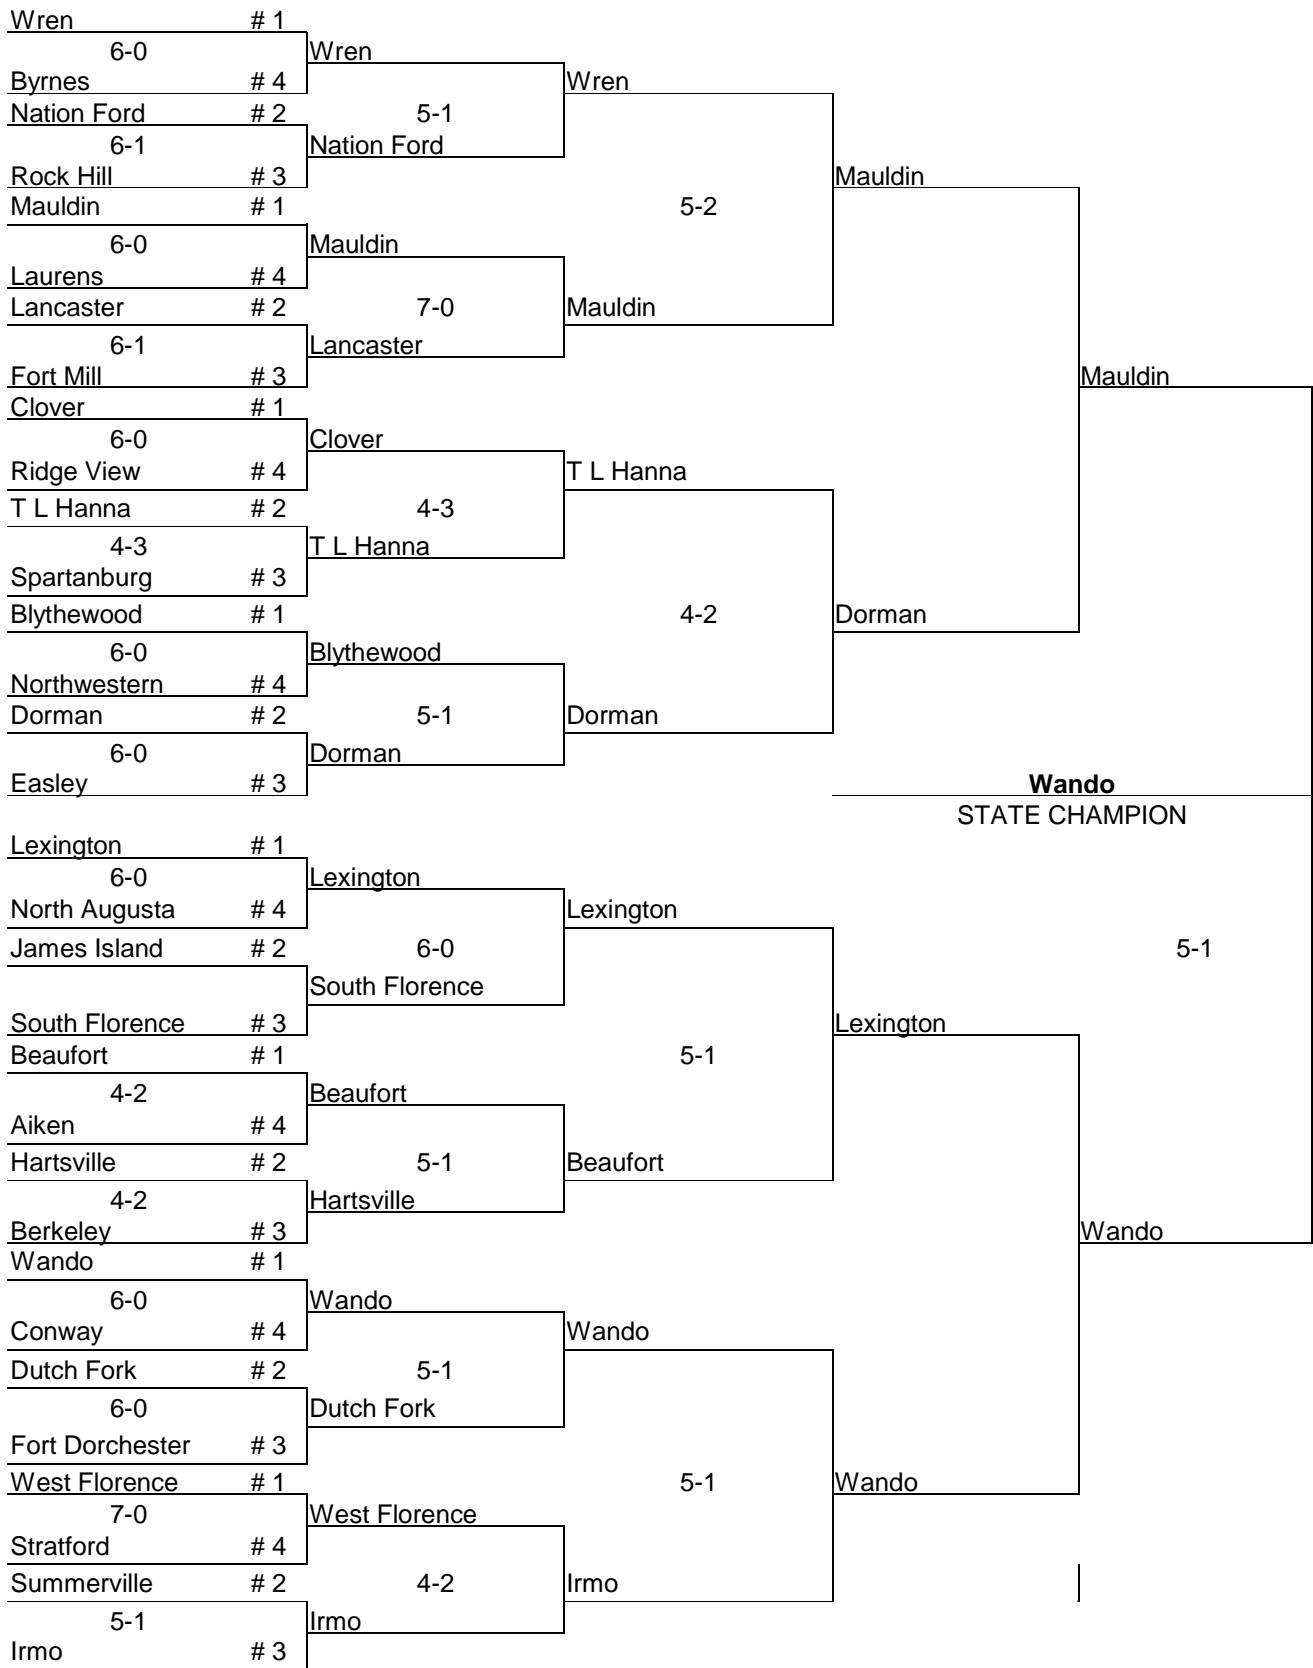 Wren # 1
6-0 Wren
Byrnes # 4 Wren
Nation Ford # 2 5-1
6-1 Nation Ford
Rock Hill # 3 Mauldin
Mauldin # 1 5-2
6-0 Mauldin
Laurens # 4
Lancaster # 2 7-0 Mauldin
6-1 Lancaster
Fort Mill # 3 Mauldin
Clover # 1
6-0 Clover
Ridge View # 4 T L Hanna
T L Hanna # 2 4-3
4-3 T L Hanna
Spartanburg # 3
Blythewood # 1 4-2 Dorman
6-0 Blythewood
Northwestern # 4
Dorman # 2 5-1 Dorman
6-0 Dorman
Easley # 3 Wando
STATE CHAMPION
Lexington # 1
6-0 Lexington
North Augusta # 4 Lexington
James Island # 2 6-0 5-1
South Florence
South Florence # 3 Lexington
Beaufort # 1 5-1
4-2 Beaufort
Aiken # 4
Hartsville # 2 5-1 Beaufort
4-2 Hartsville
Berkeley # 3 Wando
Wando # 1
6-0 Wando
Conway # 4 Wando
Dutch Fork # 2 5-1
6-0 Dutch Fork
Fort Dorchester # 3
West Florence # 1 5-1 Wando
7-0 West Florence
Stratford # 4
Summerville # 2 4-2 Irmo
5-1 Irmo
Irmo # 3